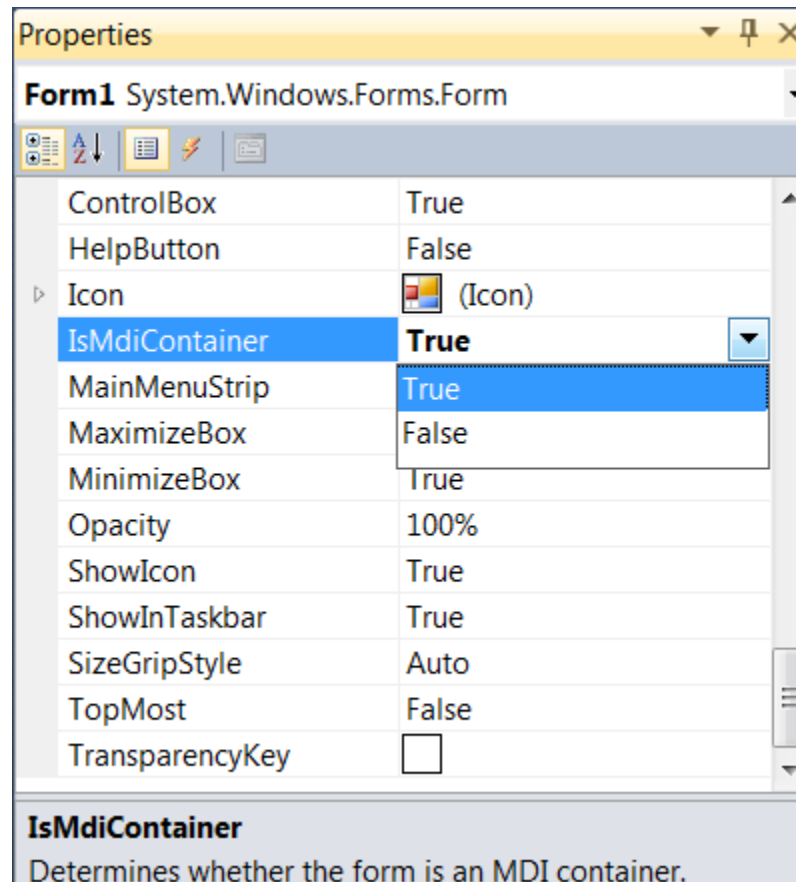 Properties
Form1 System.Windows.Forms.Form
ControlBox True
HelpButton False
Icon (Icon)
IsMdiContainer True
MainMenuStrip True
MaximizeBox False
MinimizeBox True
Opacity 100%
ShowIcon True
ShowInTaskbar True
SizeGripStyle Auto
TopMost False
TransparencyKey
IsMdiContainer
Determines whether the form is an MDI container.